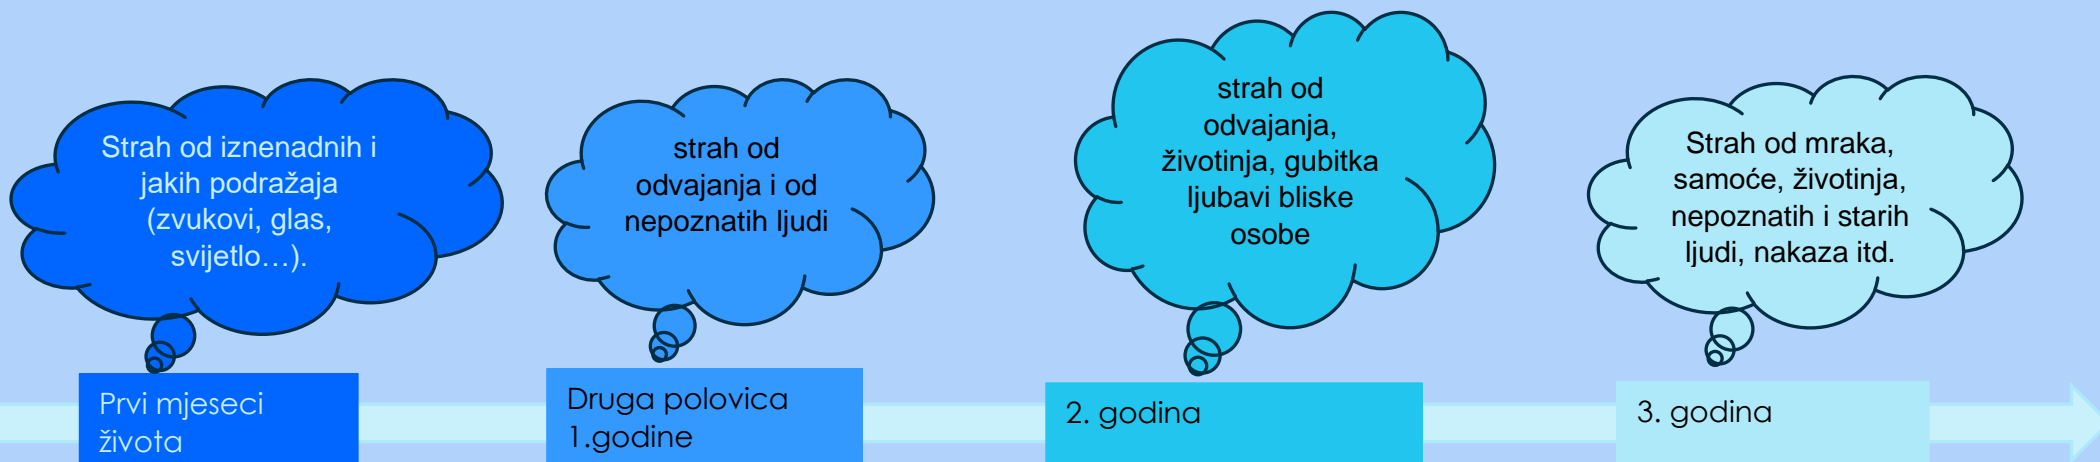 Strah od iznenadnih i
jakih podražaja
(zvukovi, glas,
svijetlo…).
strah od
odvajanja i od
nepoznatih ljudi
strah od
odvajanja,
životinja, gubitka
ljubavi bliske
osobe
Strah od mraka,
samoće, životinja,
nepoznatih i starih
ljudi, nakaza itd.
Prvi mjeseci
života
Druga polovica
1.godine
2. godina
3. godina